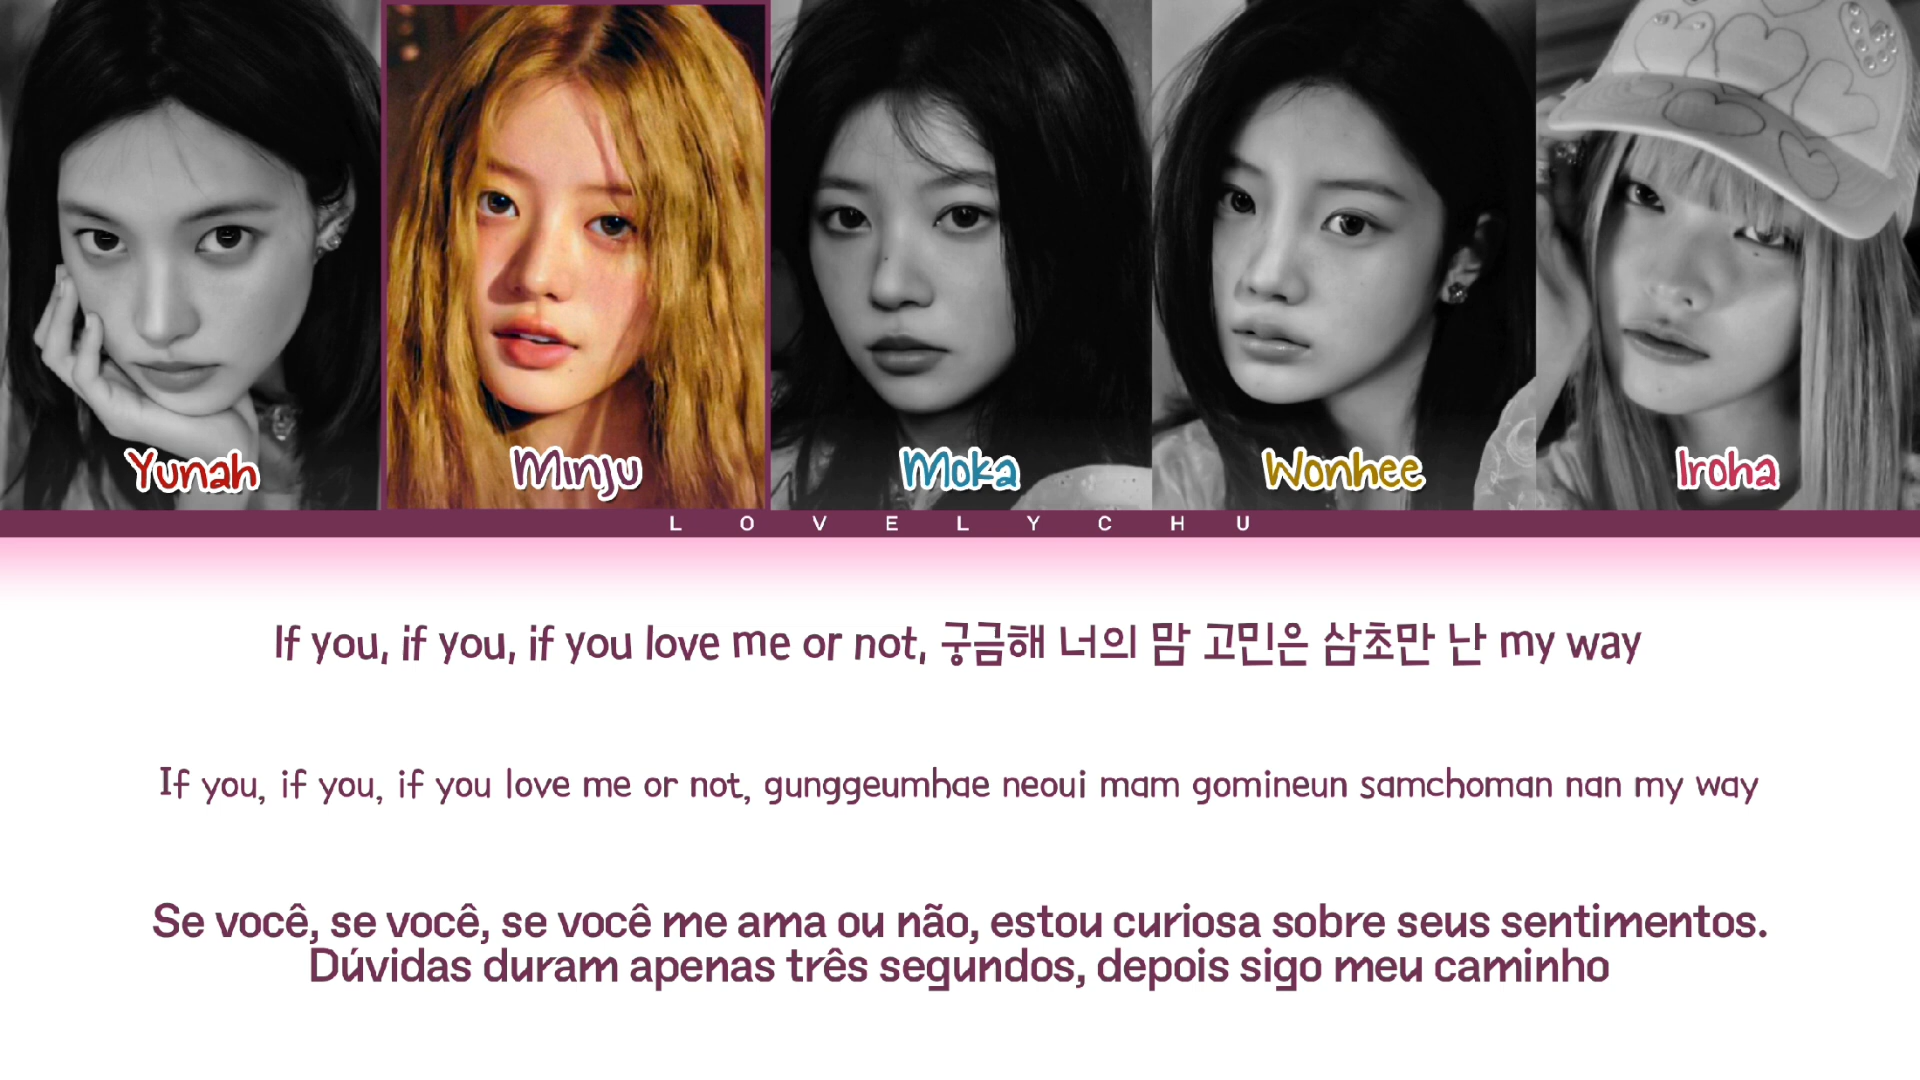 Yunah
Minju
Moka
Wonhee
Iroha
LOVELYCHU
If you, if you, if you love me or not, 궁금해 너의 맘 고민은 삼초만 난 my way
If you, if you, if you love me or not, gunggeumhae neoui mam gomineun samchoman nan my way
Se você, se você, se você me ama ou não, estou curiosa sobre seus sentimentos.
Dúvidas duram apenas três segundos, depois sigo meu caminho